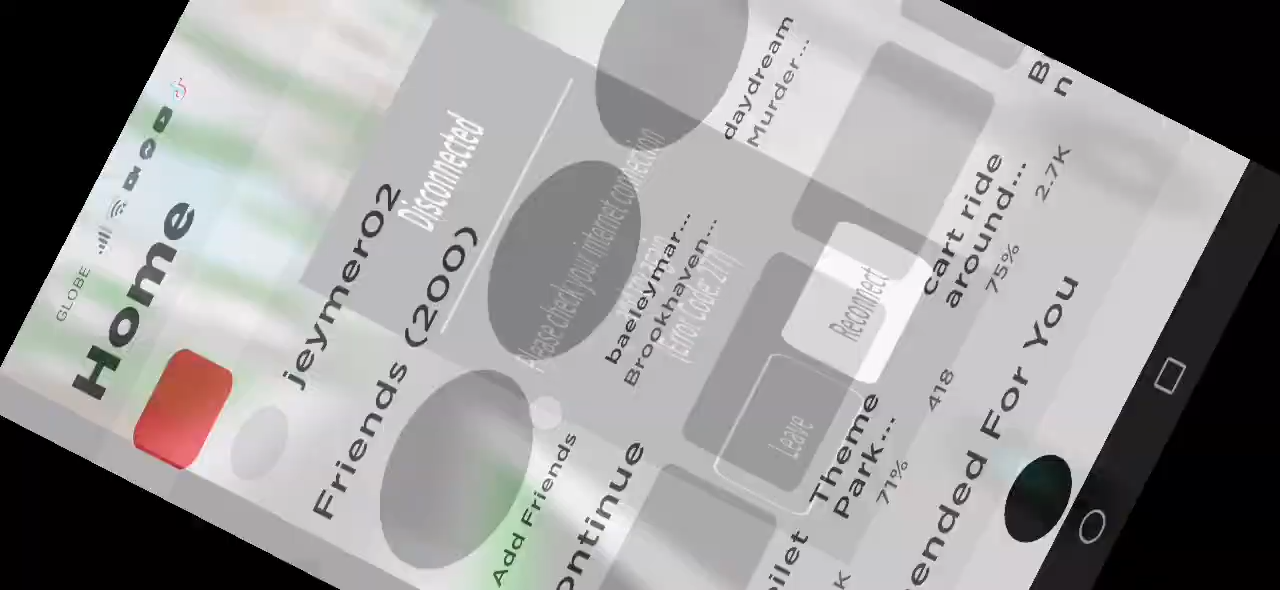 GLOBE
Home
jeymer02
Friends (200)
Disconnected
Please check your internet connection
(Error Code: 277)
Reconnect
Leave
Add Friends
baeleymar...
Brookhaven...
daydream
Murder...
ontinue
Theme
Park...
71%
418
cart ride
around...
75%
2.7K
B
n
ilet
K
ended For You